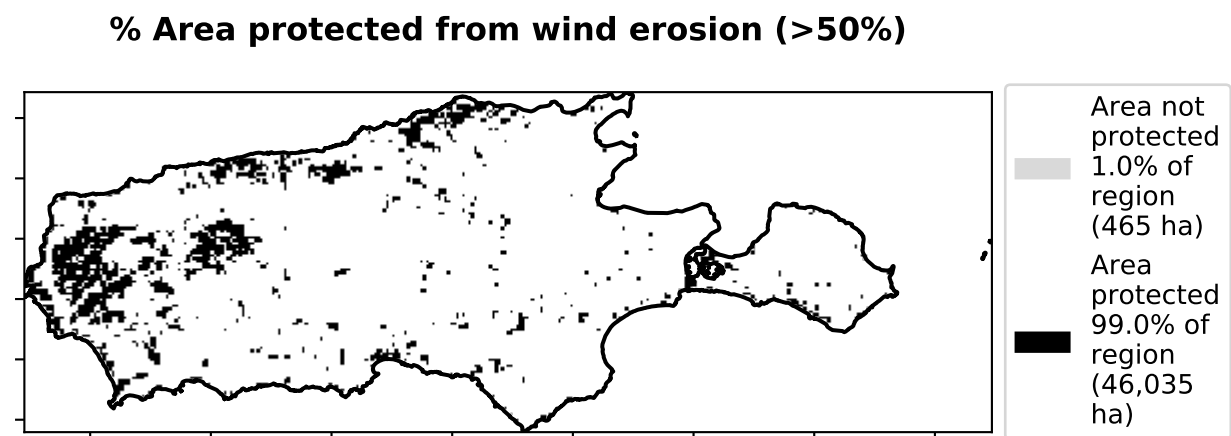 % Area protected from wind erosion (>50%)
Area not
protected
1.0% of
region
(465 ha)
Area
protected
99.0% of
region
(46,035
ha)